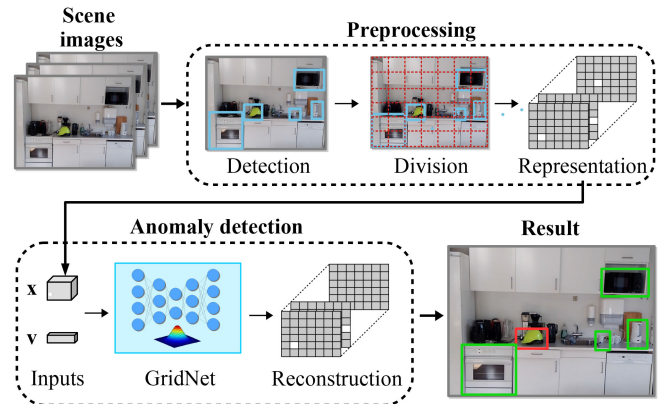 Scene
images
Preprocessing
Detection
Division
Representation
Anomaly detection
Result
x
v
Inputs
GridNet
Reconstruction